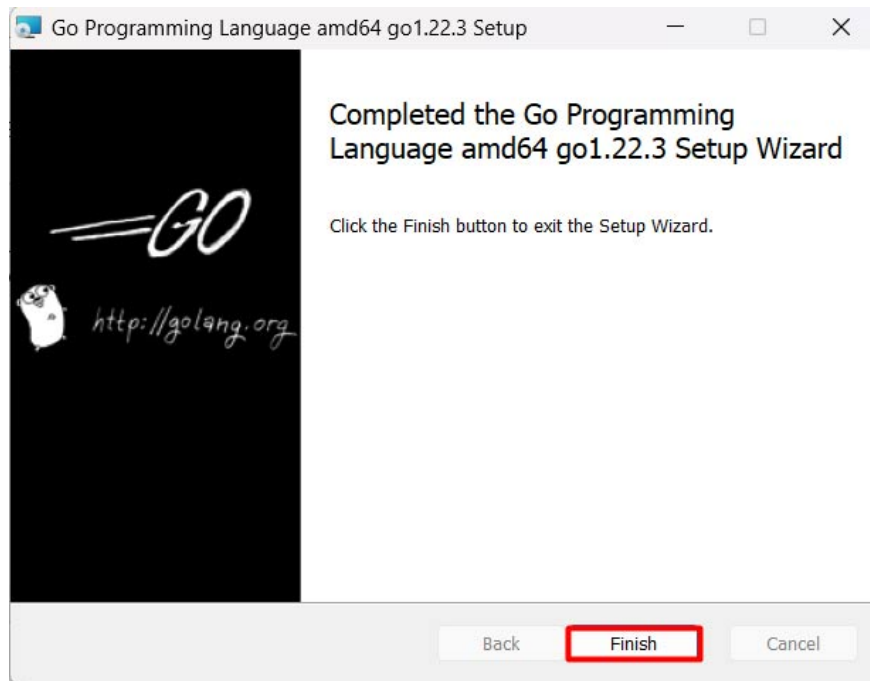 Go Programming Language amd64 go1.22.3 Setup
Completed the Go Programming
Language amd64 go1.22.3 Setup Wizard
Click the Finish button to exit the Setup Wizard.
GO
http://golang.org
Back
Finish
Cancel